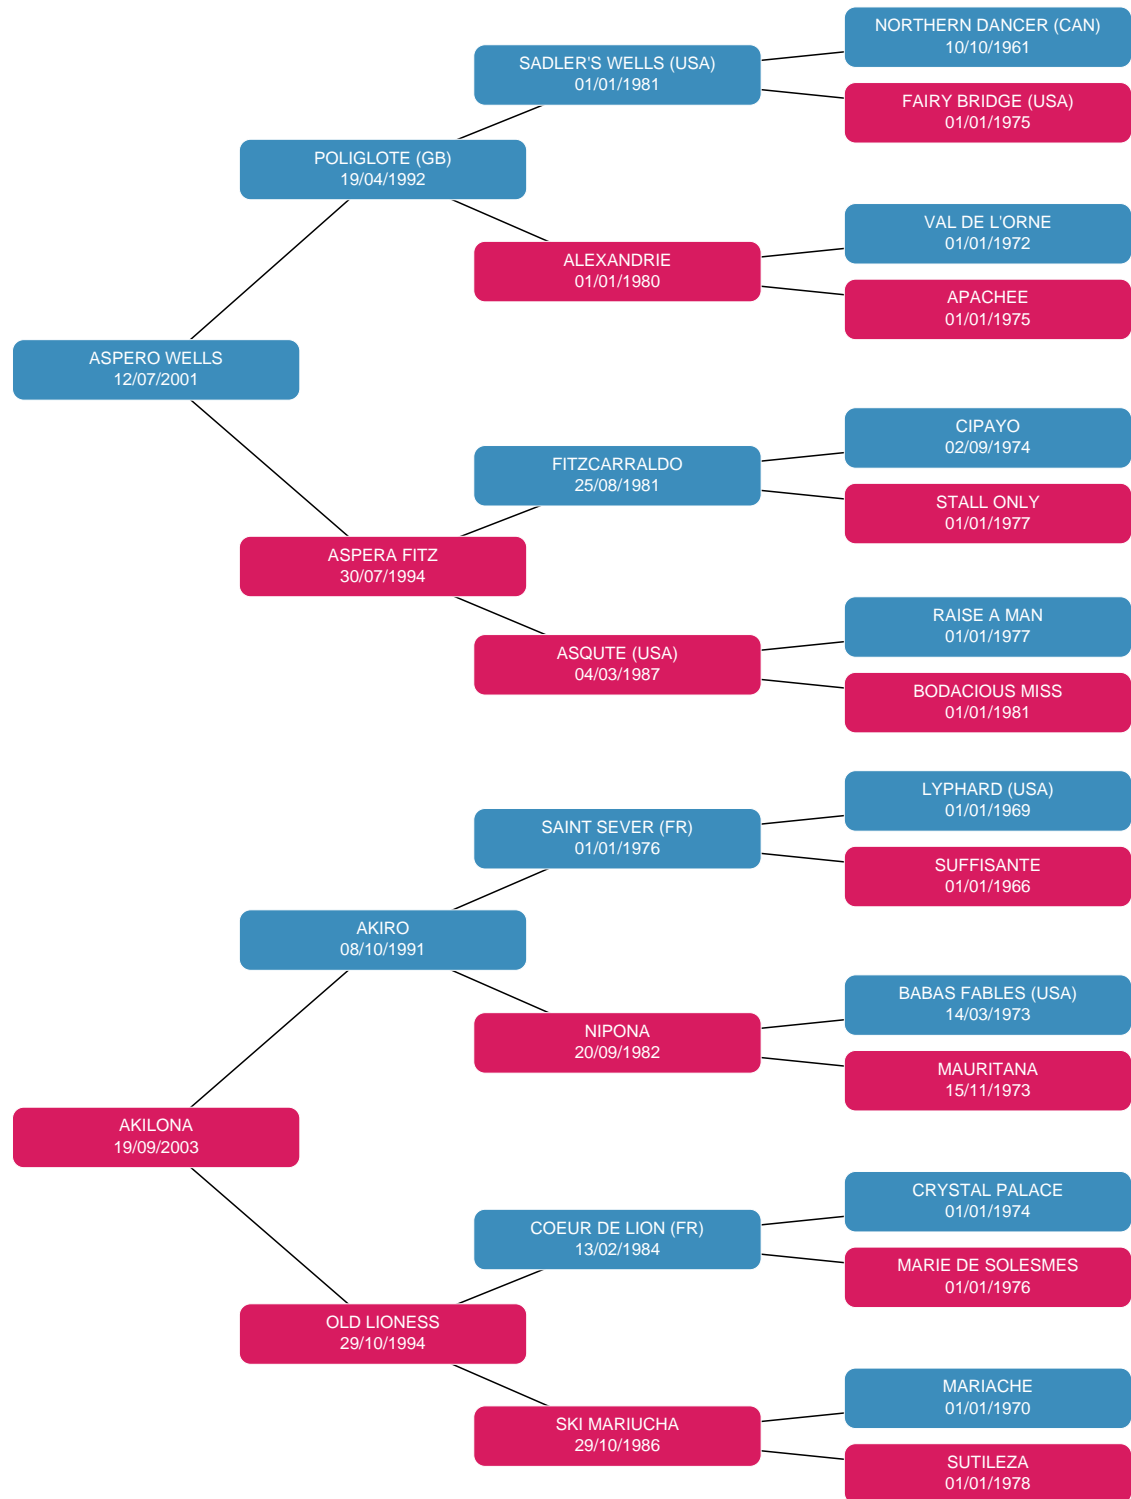 NORTHERN DANCER (CAN)
10/10/1961
SADLER'S WELLS (USA)
01/01/1981
FAIRY BRIDGE (USA)
01/01/1975
POLIGLOTE (GB)
19/04/1992
VAL DE L'ORNE
01/01/1972
ALEXANDRIE
01/01/1980
APACHEE
01/01/1975
ASPERO WELLS
12/07/2001
CIPAYO
02/09/1974
FITZCARRALDO
25/08/1981
STALL ONLY
01/01/1977
ASPERA FITZ
30/07/1994
RAISE A MAN
01/01/1977
ASQUTE (USA)
04/03/1987
BODACIOUS MISS
01/01/1981
LYPHARD (USA)
01/01/1969
SAINT SEVER (FR)
01/01/1976
SUFFISANTE
01/01/1966
AKIRO
08/10/1991
BABAS FABLES (USA)
14/03/1973
NIPONA
20/09/1982
MAURITANA
15/11/1973
AKILONA
19/09/2003
CRYSTAL PALACE
01/01/1974
COEUR DE LION (FR)
13/02/1984
MARIE DE SOLESMES
01/01/1976
OLD LIONESS
29/10/1994
MARIACHE
01/01/1970
SKI MARIUCHA
29/10/1986
SUTILEZA
01/01/1978